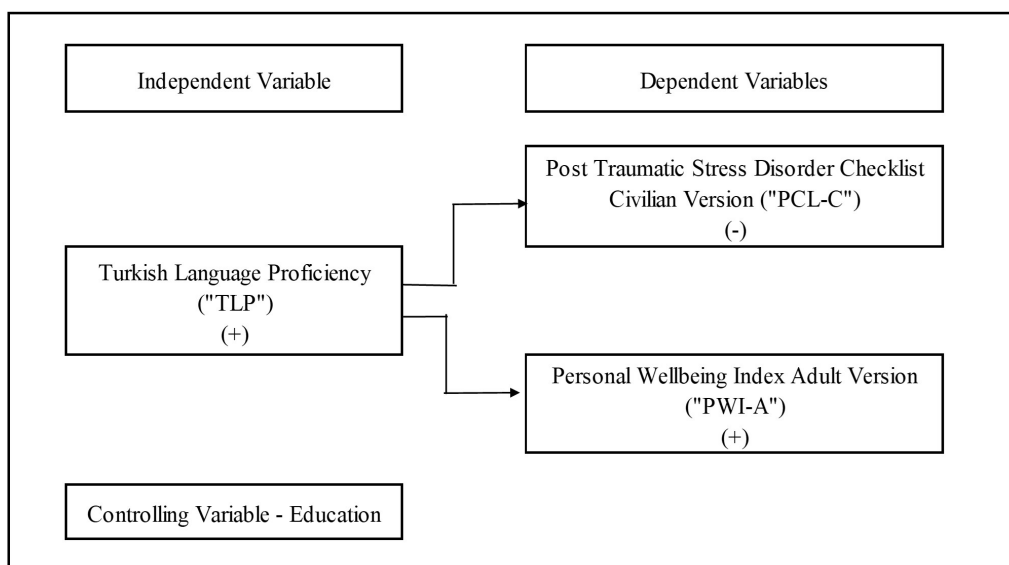 Independent Variable
Dependent Variables
Post Traumatic Stress Disorder Checklist
Civilian Version ("PCL-C")
(-)
Turkish Language Proficiency
("TLP")
(+)
Personal Wellbeing Index Adult Version
("PWI-A")
(+)
Controlling Variable - Education